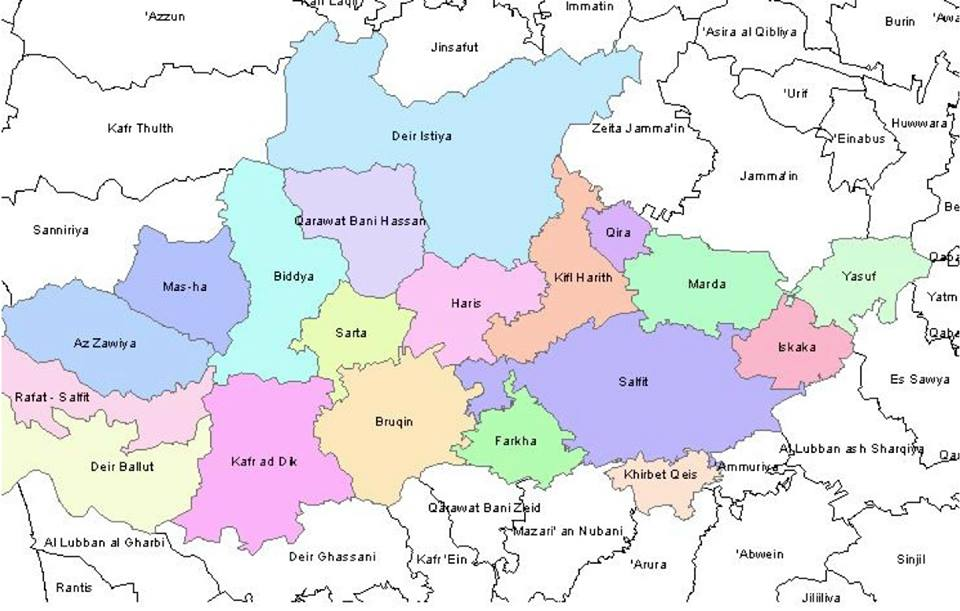 'Azzun
Kafr Laqif
Immatin
Burin
Jinsafut
'Asira al Qibliya
Kafr Thulth
Deir Istiya
Zeita Jamma'in
'Urif
'Einabus
Huwwara
Jamma'in
Sanniriya
Qarawat Bani Hassan
Qira
Mas-ha
Biddya
Haris
Kifl Harith
Marda
Yasuf
Az Zawiya
Sarta
Iskaka
Rafat - Salfit
Salfit
Es Sawya
Bruqin
Farkha
Deir Ballut
Kafr ad Dik
Khirbet Qeis
Ammuriya
Al Lubban ash Sharqiya
Qarawat Bani Zeid
Mazari' an Nubani
Al Lubban al Gharbi
Deir Ghassani
Kafr 'Ein
'Arura
'Abwein
Sinjil
Rantis
Jilijliya